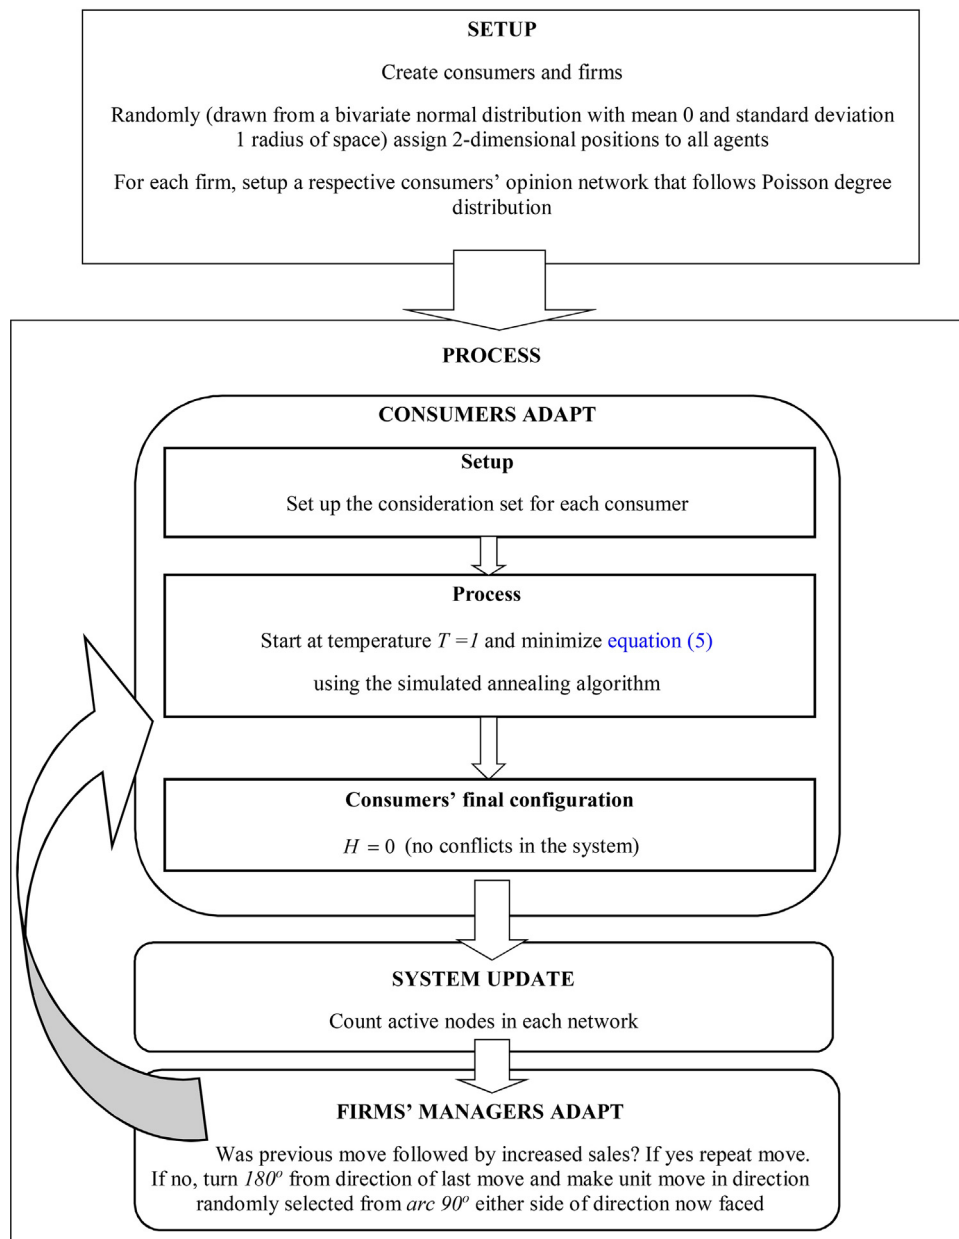 SETUP
Create consumers and firms
Randomly (drawn from a bivariate normal distribution with mean 0 and standard deviation
1 radius of space) assign 2-dimensional positions to all agents
For each firm, setup a respective consumers’ opinion network that follows Poisson degree
distribution
PROCESS
CONSUMERS ADAPT
Setup
Set up the consideration set for each consumer
Process
Start at temperature T =1 and minimize equation (5)
using the simulated annealing algorithm
Consumers’ final configuration
H = 0 (no conflicts in the system)
SYSTEM UPDATE
Count active nodes in each network
FIRMS’ MANAGERS ADAPT
Was previous move followed by increased sales? If yes repeat move.
If no, turn 180º from direction of last move and make unit move in direction
randomly selected from arc 90º either side of direction now faced